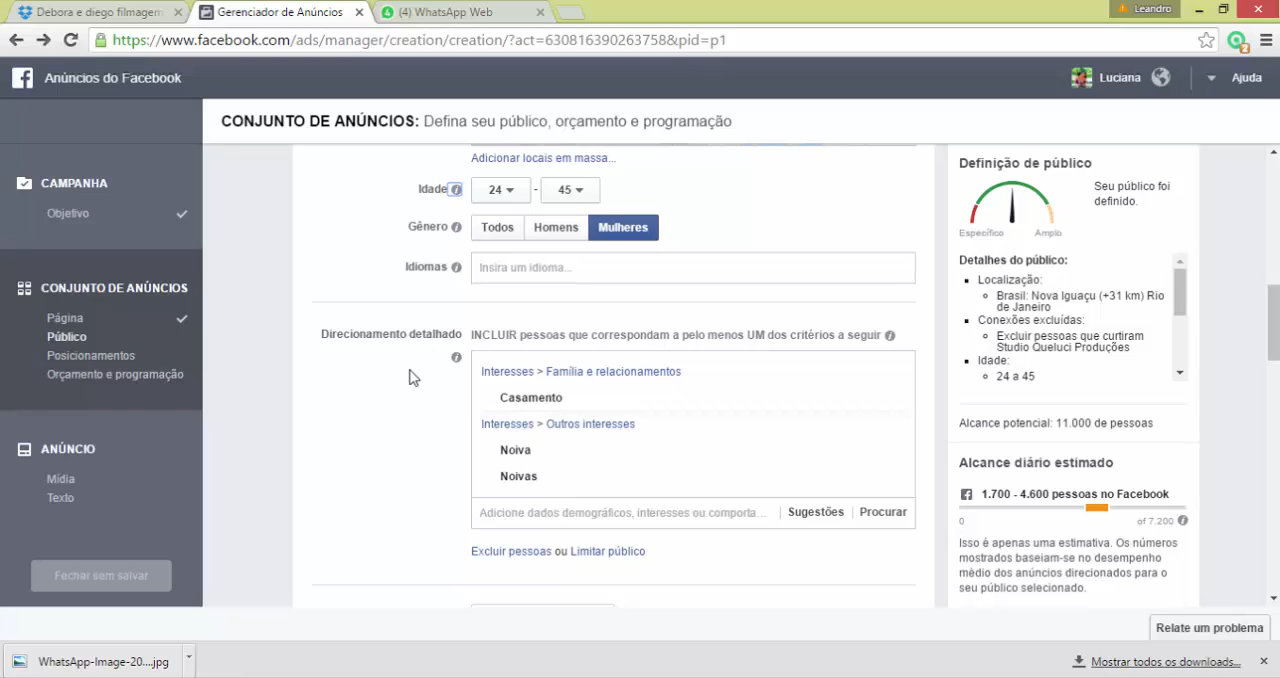 Debora e diego filmagem
Gerenciador de Anúncios
(4) WhatsApp Web
Leandro
https://www.facebook.com/ads/manager/creation/creation/?act=630816390263758&pid=p1
Anúncios do Facebook
Luciana
Ajuda
CONJUNTO DE ANÚNCIOS: Defina seu público, orçamento e programação
CAMPANHA
Objetivo
CONJUNTO DE ANÚNCIOS
Página
Público
Posicionamentos
Orçamento e programação
ANÚNCIO
Mídia
Texto
Fechar sem salvar
Adicionar locais em massa...
Idade
24 - 45
Gênero
Todos Homens Mulheres
Idiomas
Insira um idioma...
Direcionamento detalhado
INCLUIR pessoas que correspondam a pelo menos UM dos critérios a seguir
Interesses > Família e relacionamentos
Casamento
Interesses > Outros interesses
Noiva
Noivas
Adicione dados demográficos, interesses ou comporta...
Sugestões
Procurar
Excluir pessoas ou Limitar público
Definição de público
Específico
Amplo
Seu público foi
definido.
Detalhes do público:
Localização:
Brasil: Nova Iguaçu (+31 km) Rio
de Janeiro
Conexões excluídas:
Excluir pessoas que curtiram
Studio Queluci Produções
Idade:
24 a 45
Alcance potencial: 11.000 de pessoas
Alcance diário estimado
1.700 - 4.600 pessoas no Facebook
0
of 7.200
Isso é apenas uma estimativa. Os números
mostrados baseiam-se no desempenho
médio dos anúncios direcionados para o
seu público selecionado.
Relate um problema
WhatsApp-Image-20....jpg
Mostrar todos os downloads...